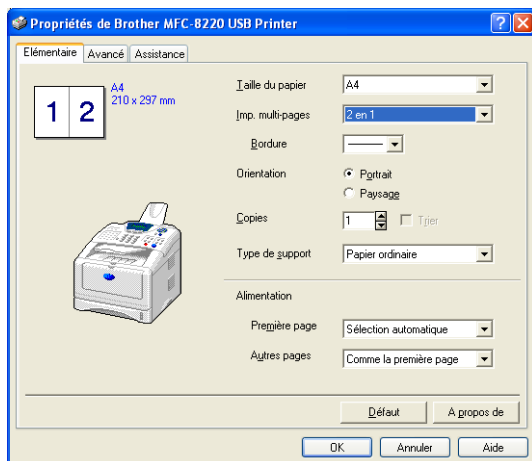 Propriétés de Brother MFC-8220 USB Printer
Elémentaire Avancé Assistance
A4
210 x 297 mm
1 2
Taille du papier A4
Imp. multi-pages 2 en 1
Bordure
Orientation Portrait
Paysage
Copies 1 Trier
Type de support Papier ordinaire
Alimentation
Première page Sélection automatique
Autres pages Comme la première page
Défaut A propos de
OK Annuler Aide